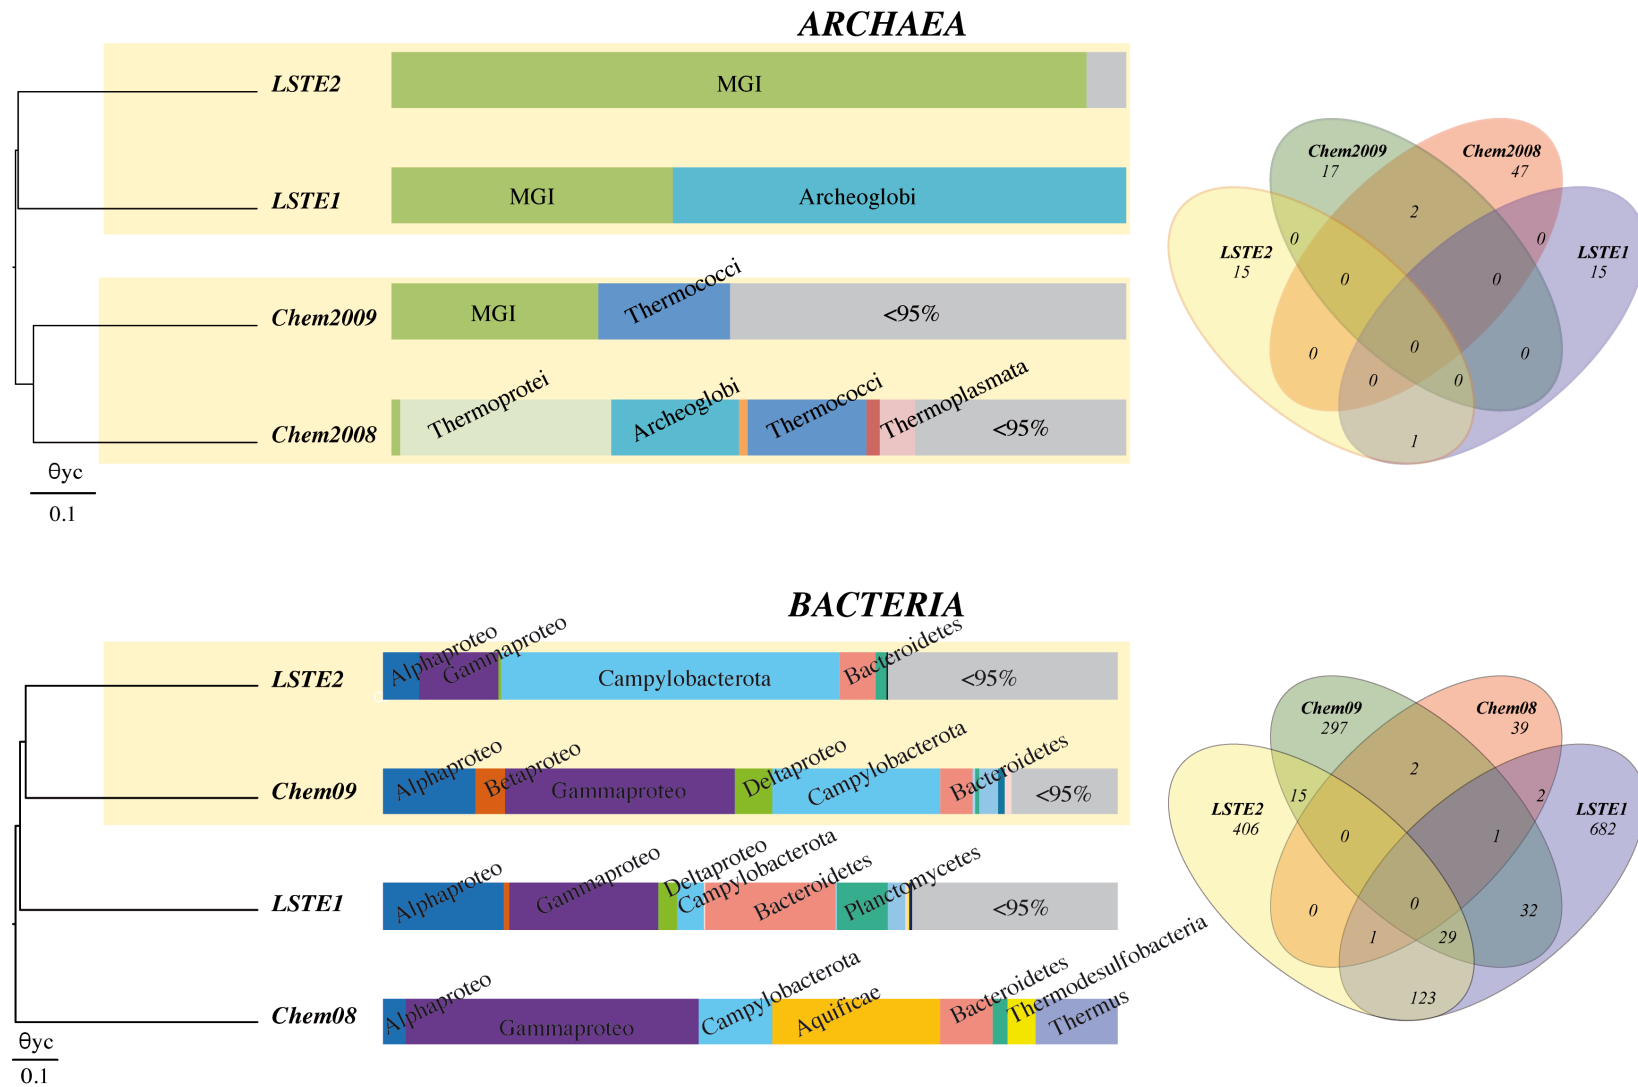 ARCHAEA
LSTE2
MGI
LSTE1
MGI
Archeoglobi
Chem2009
MGI
Thermococci
<95%
Chem2008
Thermoprotei
Archeoglobi
Thermococci
Thermoplasmata
<95%
θyc
0.1
Chem2009
17
Chem2008
47
LSTE2
15
LSTE1
15
2
0
0
0
0
0
0
0
0
0
1
BACTERIA
LSTE2
Alphaproteo
Gammaproteo
Campylobacterota
Bacteroidetes
<95%
Chem09
Alphaproteo
Betaproteo
Gammaproteo
Deltaproteo
Campylobacterota
Bacteroidetes
<95%
LSTE1
Alphaproteo
Gammaproteo
Deltaproteo
Campylobacterota
Bacteroidetes
Planctomycetes
<95%
Chem08
Alphaproteo
Gammaproteo
Campylobacterota
Aquificae
Bacteroidetes
Thermodesulfobacteria
Thermus
θyc
0.1
Chem09
297
Chem08
39
LSTE2
406
LSTE1
682
2
15
2
0
1
0
0
32
1
29
123